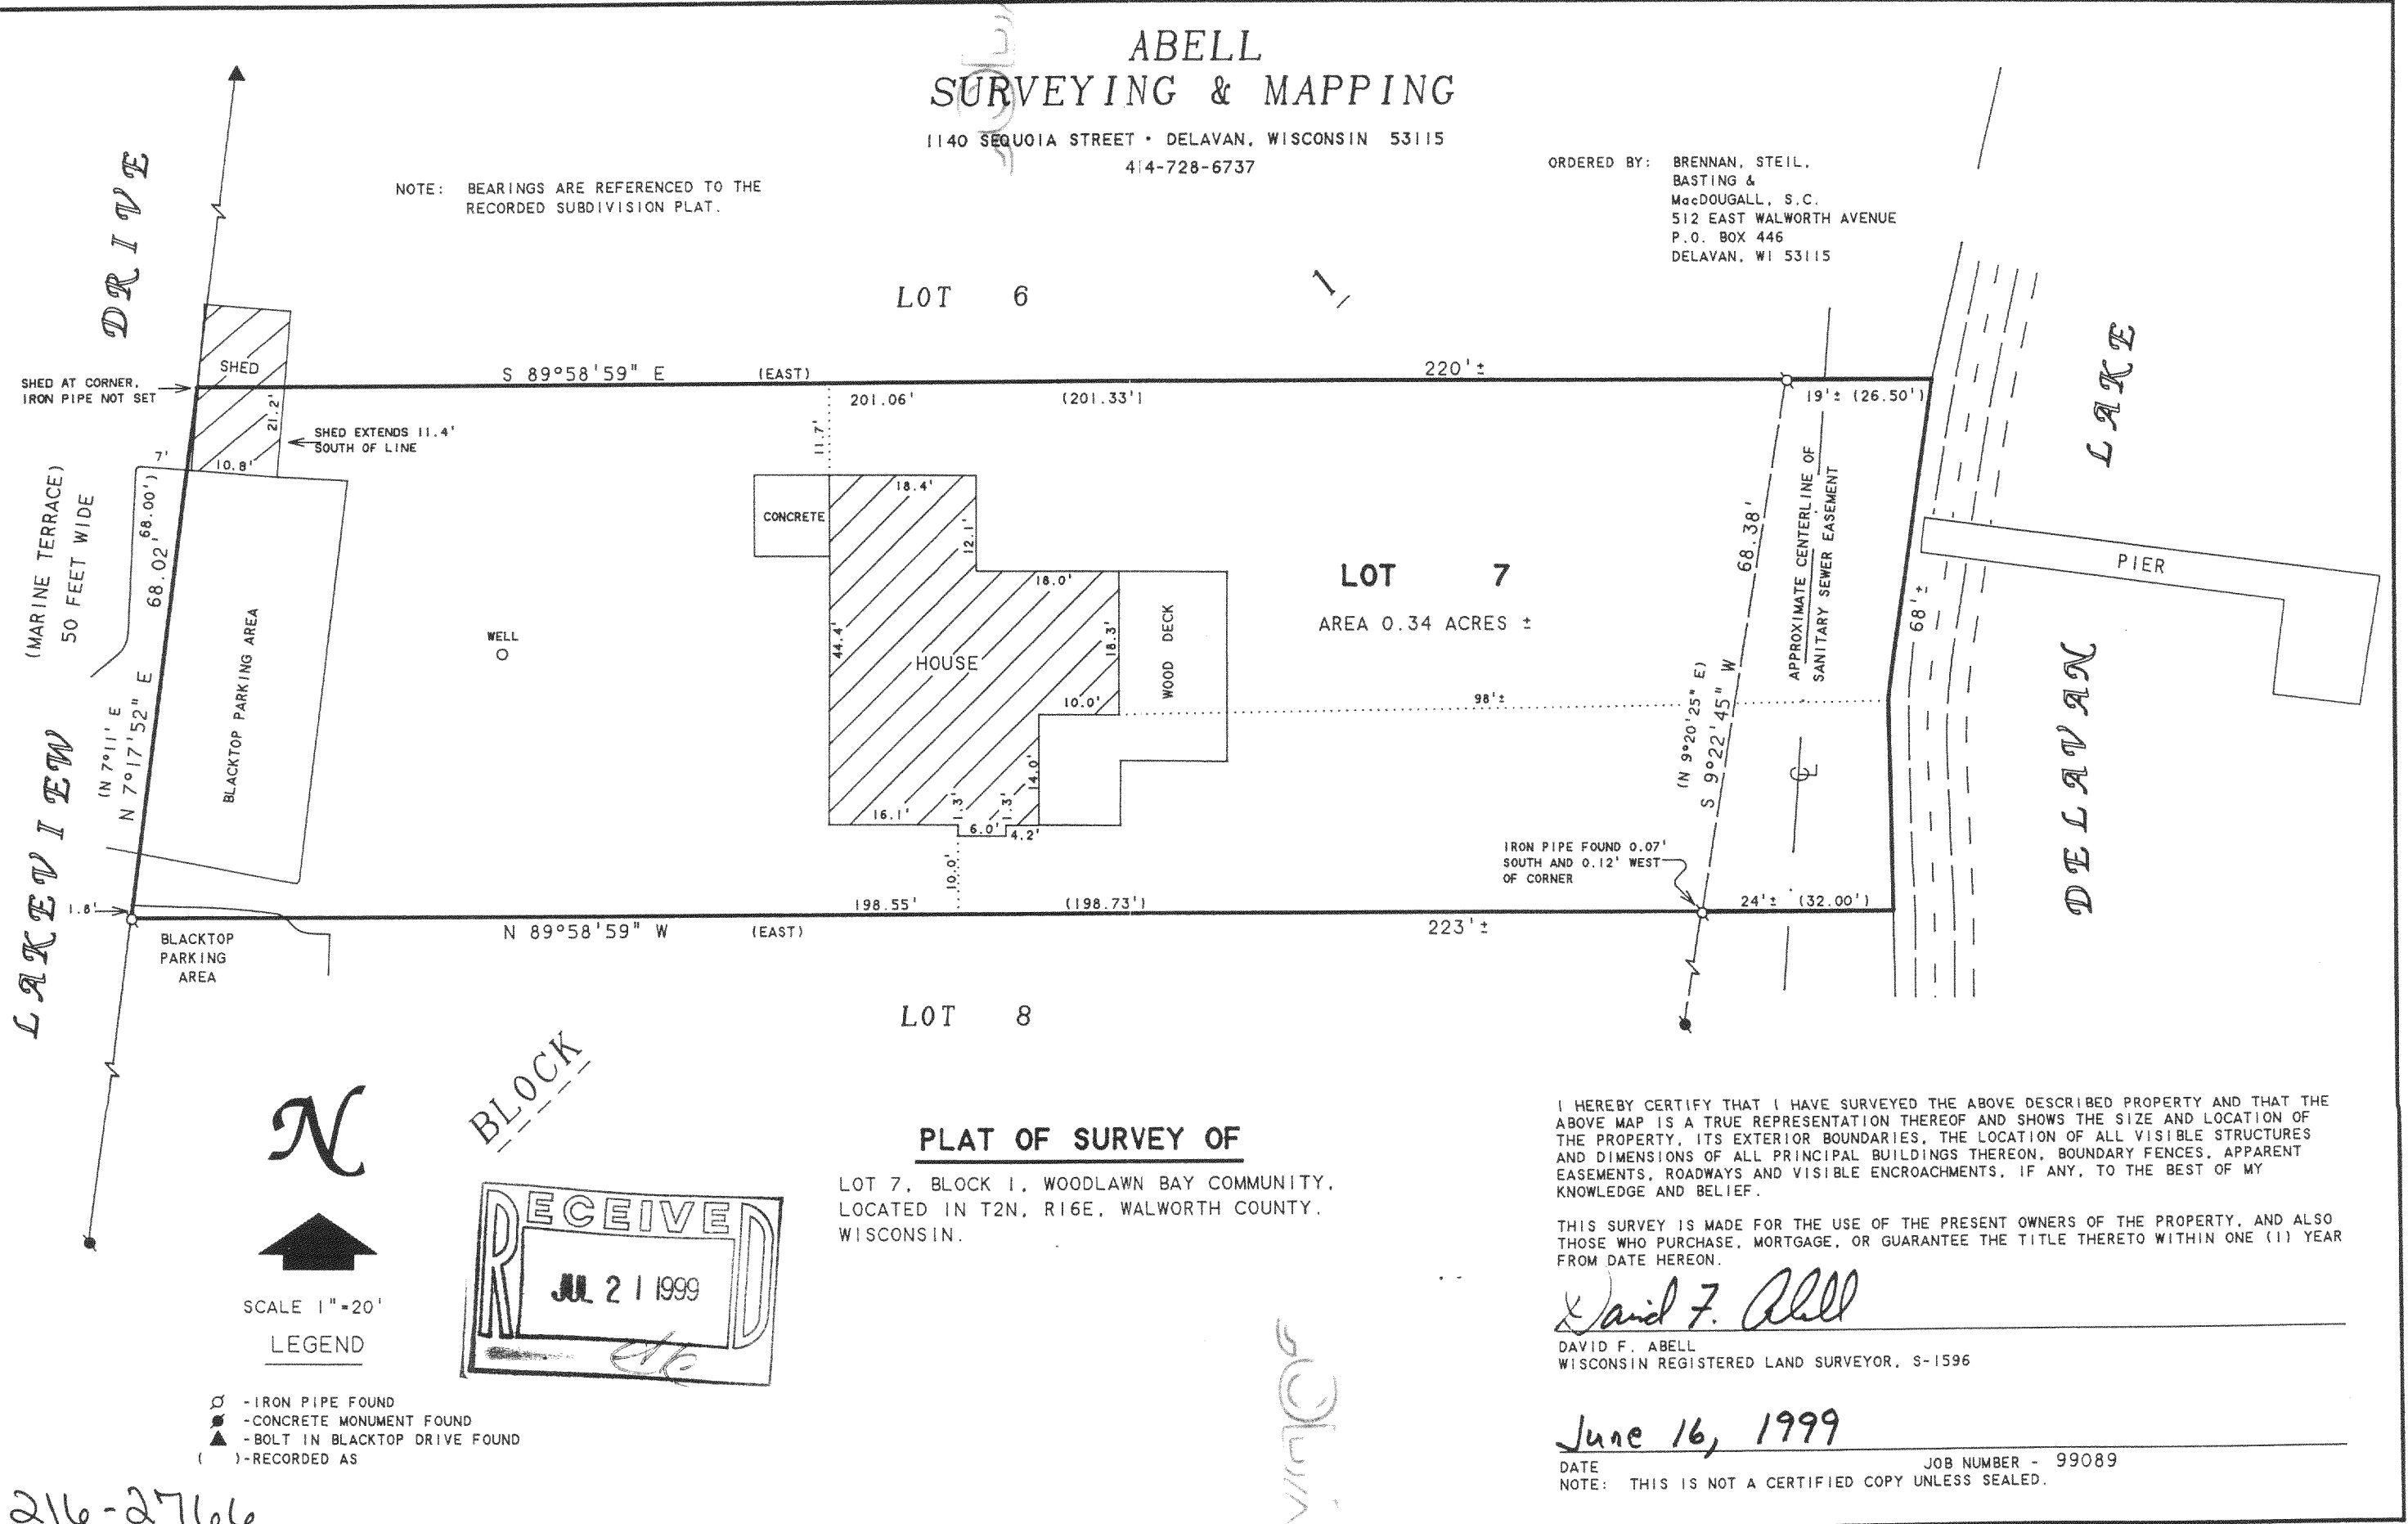 ABELL
SURVEYING & MAPPING
1140 SEQUOIA STREET • DELAVAN, WISCONSIN 53115
414-728-6737
NOTE: BEARINGS ARE REFERENCED TO THE
RECORDED SUBDIVISION PLAT.
ORDERED BY: BRENNAN, STEIL,
BASTING &
MacDOUGALL, S.C.
512 EAST WALWORTH AVENUE
P.O. BOX 446
DELAVAN, WI 53115
LAKEVIEW DRIVE
(MARINE TERRACE)
50 FEET WIDE
LOT 6
1
SHED AT CORNER,
IRON PIPE NOT SET
SHED
21.2'
10.8'
7'
SHED EXTENDS 11.4'
SOUTH OF LINE
S 89°58'59" E (EAST) 220'±
201.06' (201.33')
19'± (26.50')
11.7'
68.00')
68.02'
(N 7°11' E
N 7°17'52" E
BLACKTOP PARKING AREA
WELL
CONCRETE
18.4'
12.1'
18.0'
44.4'
HOUSE
18.3'
10.0'
WOOD DECK
14.0'
16.1'
1.3'
6.0'
1.3'
4.2'
10.0'
LOT 7
AREA 0.34 ACRES ±
98'±
68.38'
(N 9°20'25" E)
S 9°22'45" W
APPROXIMATE CENTERLINE OF
SANITARY SEWER EASEMENT
68'±
PIER
DELAVAN LAKE
IRON PIPE FOUND 0.07'
SOUTH AND 0.12' WEST
OF CORNER
1.8'
198.55' (198.73')
24'± (32.00')
N 89°58'59" W (EAST) 223'±
BLACKTOP
PARKING
AREA
LOT 8
BLOCK
N
SCALE 1"=20'
LEGEND
-IRON PIPE FOUND
-CONCRETE MONUMENT FOUND
-BOLT IN BLACKTOP DRIVE FOUND
( )-RECORDED AS
216-2766
RECEIVED
JUL 21 1999
PLAT OF SURVEY OF
LOT 7, BLOCK 1, WOODLAWN BAY COMMUNITY,
LOCATED IN T2N, R16E, WALWORTH COUNTY,
WISCONSIN.
I HEREBY CERTIFY THAT I HAVE SURVEYED THE ABOVE DESCRIBED PROPERTY AND THAT THE
ABOVE MAP IS A TRUE REPRESENTATION THEREOF AND SHOWS THE SIZE AND LOCATION OF
THE PROPERTY, ITS EXTERIOR BOUNDARIES, THE LOCATION OF ALL VISIBLE STRUCTURES
AND DIMENSIONS OF ALL PRINCIPAL BUILDINGS THEREON, BOUNDARY FENCES, APPARENT
EASEMENTS, ROADWAYS AND VISIBLE ENCROACHMENTS, IF ANY, TO THE BEST OF MY
KNOWLEDGE AND BELIEF.
THIS SURVEY IS MADE FOR THE USE OF THE PRESENT OWNERS OF THE PROPERTY, AND ALSO
THOSE WHO PURCHASE, MORTGAGE, OR GUARANTEE THE TITLE THERETO WITHIN ONE (1) YEAR
FROM DATE HEREON.
David F. Abell
DAVID F. ABELL
WISCONSIN REGISTERED LAND SURVEYOR, S-1596
June 16, 1999
DATE JOB NUMBER - 99089
NOTE: THIS IS NOT A CERTIFIED COPY UNLESS SEALED.